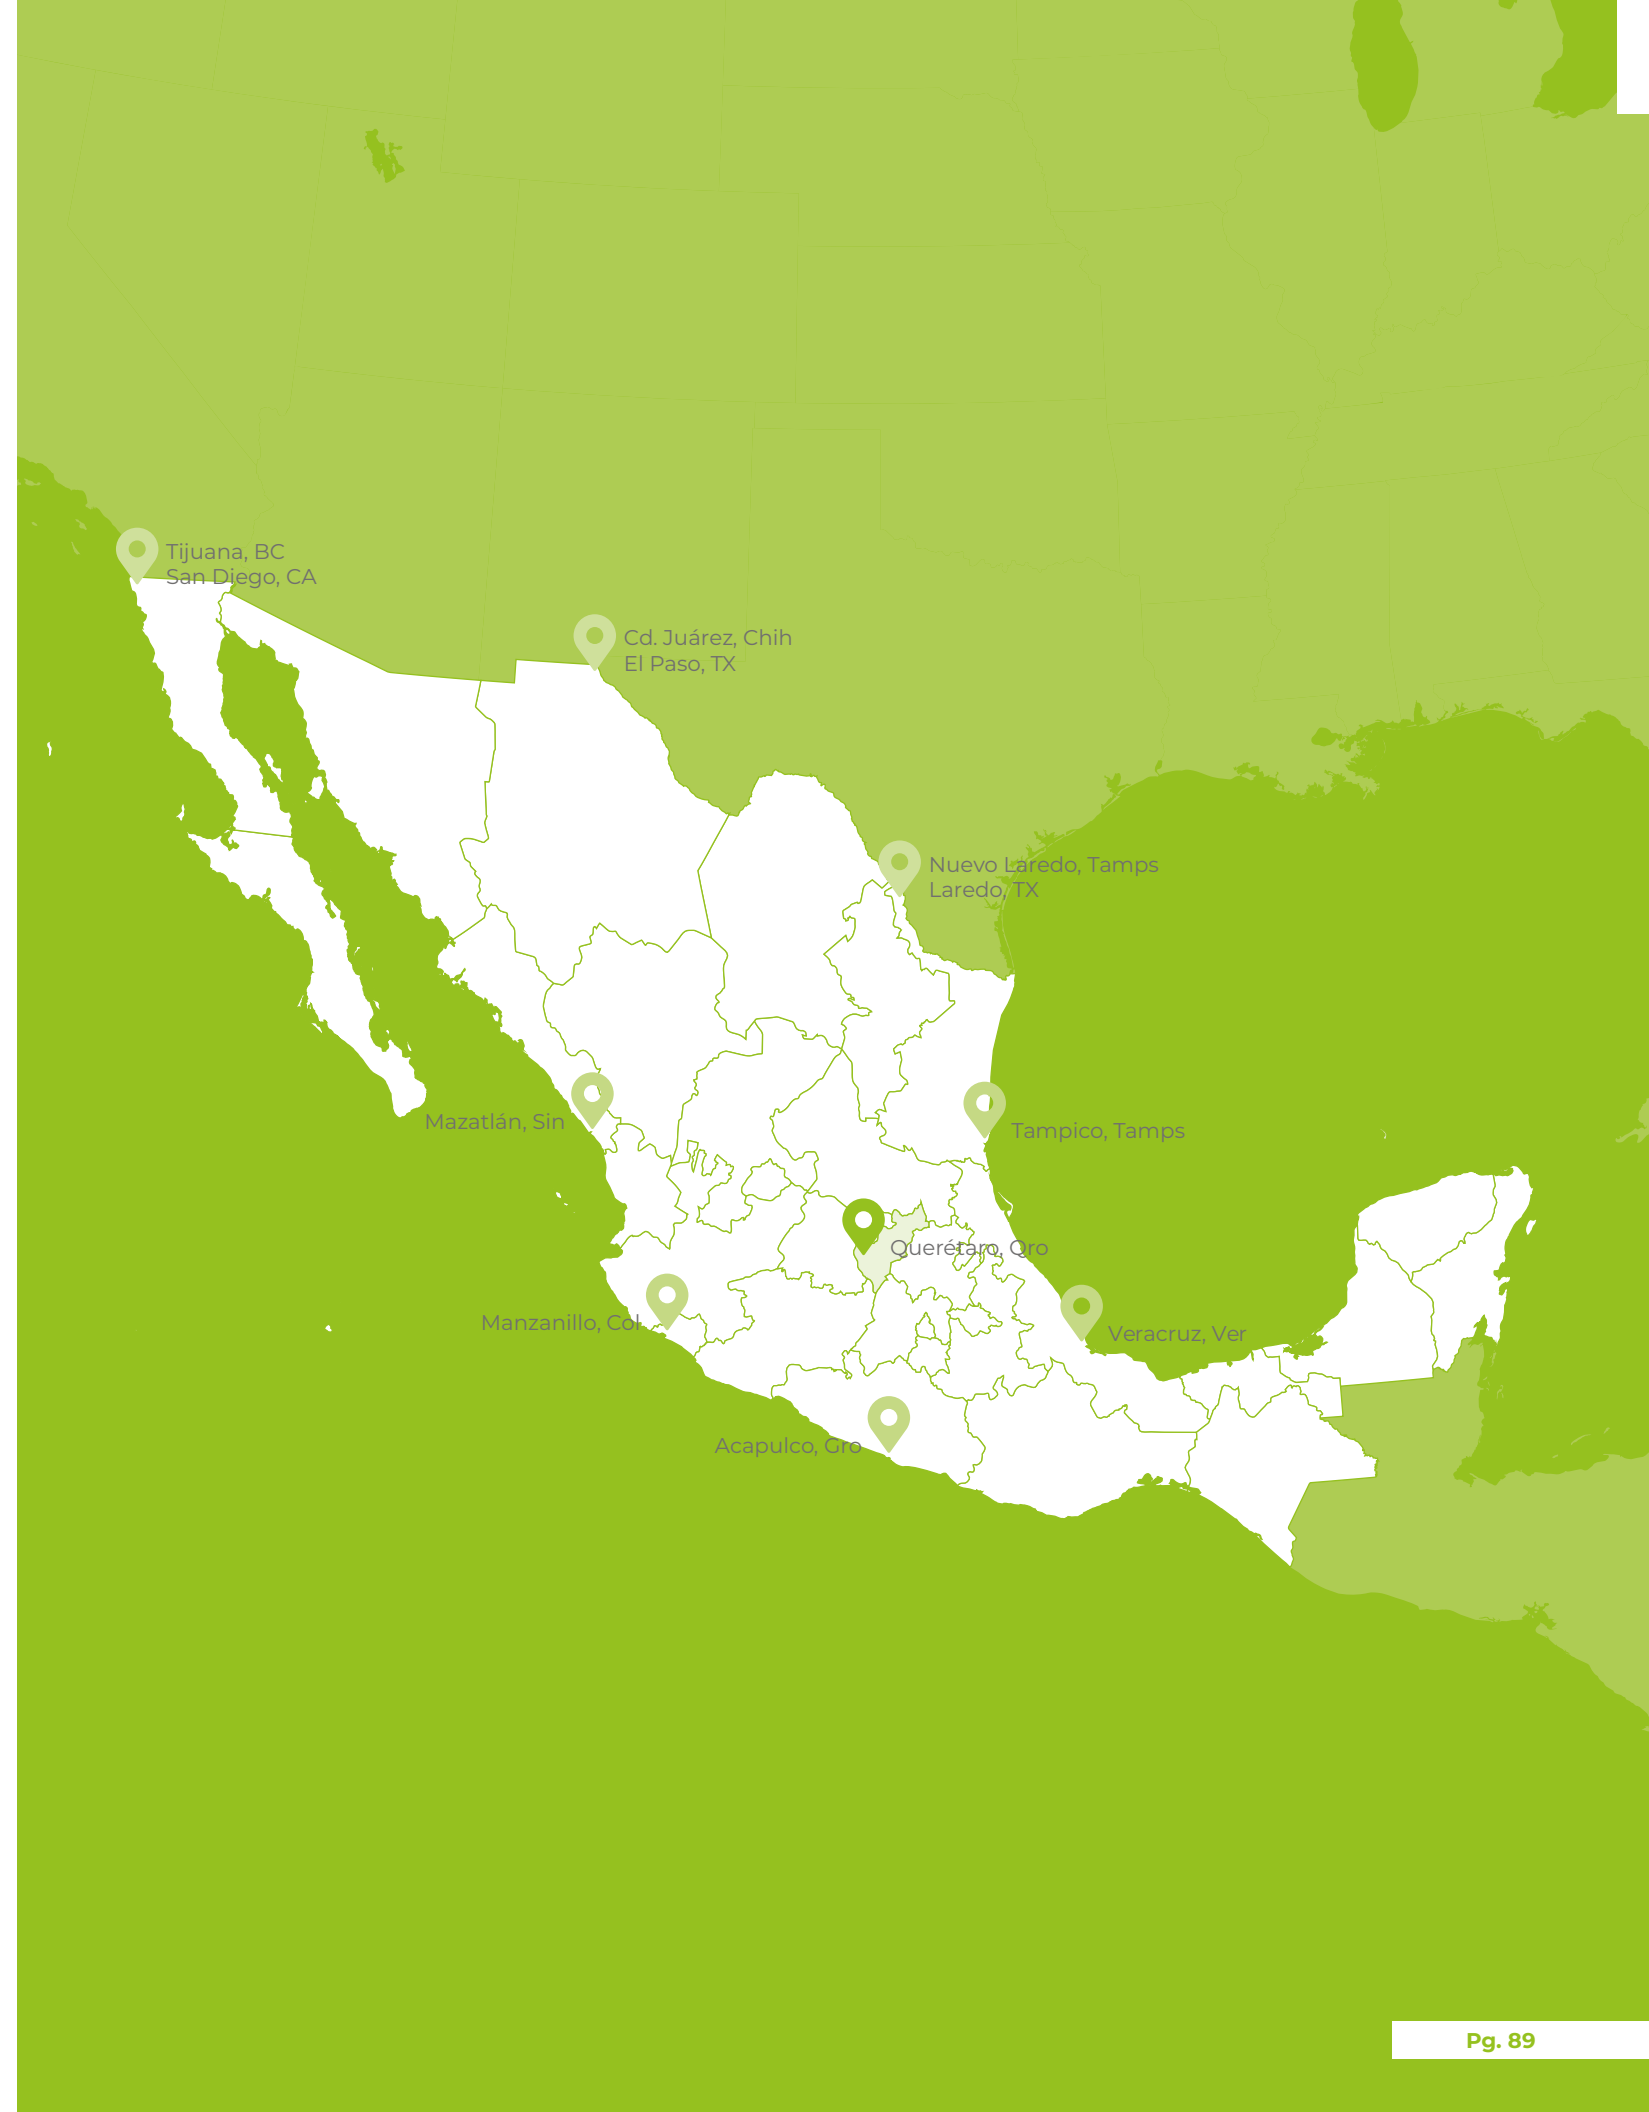 Tijuana, BC
San Diego, CA
Cd. Juárez, Chih
El Paso, TX
Nuevo Laredo, Tamps
Laredo, TX
Mazatlán, Sin
Tampico, Tamps
Querétaro, Qro
Manzanillo, Col
Veracruz, Ver
Acapulco, Gro
Pg. 89